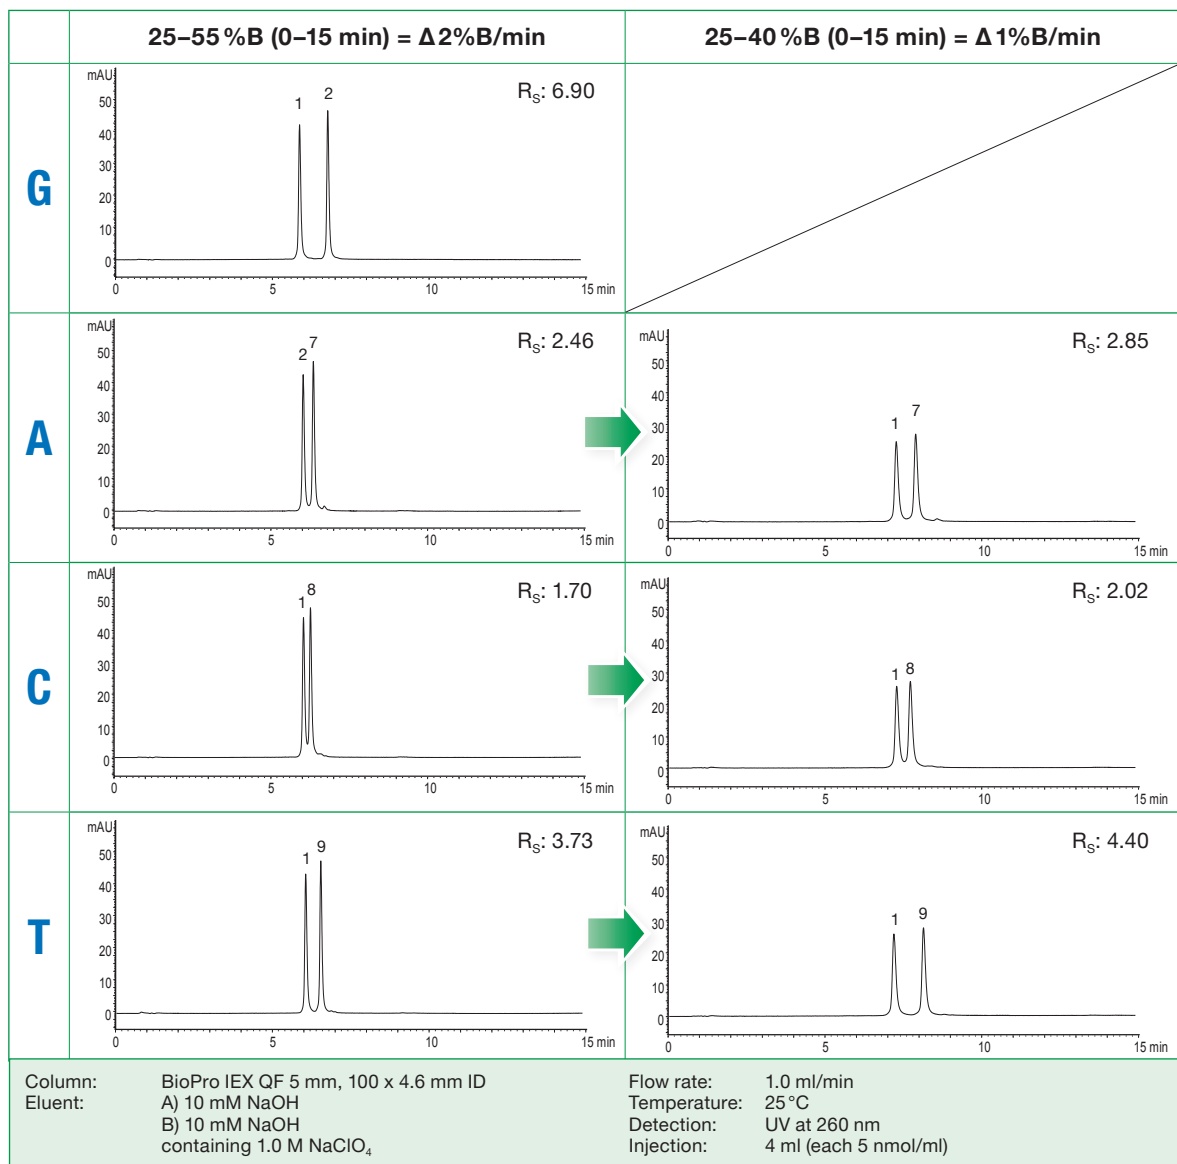 25–55 %B (0–15 min) = Δ 2%B/min
25–40 %B (0–15 min) = Δ 1%B/min
G
mAU
50
40
30
20
10
0
1
2
RS: 6.90
0
5
10
15 min
A
mAU
50
40
30
20
10
0
2
7
RS: 2.46
0
5
10
15 min
mAU
50
40
30
20
10
0
1
7
RS: 2.85
0
5
10
15 min
C
mAU
50
40
30
20
10
0
1
8
RS: 1.70
0
5
10
15 min
mAU
50
40
30
20
10
0
1
8
RS: 2.02
0
5
10
15 min
T
mAU
50
40
30
20
10
0
1
9
RS: 3.73
0
5
10
15 min
mAU
50
40
30
20
10
0
1
9
RS: 4.40
0
5
10
15 min
Column: BioPro IEX QF 5 mm, 100 x 4.6 mm ID
Eluent: A) 10 mM NaOH
B) 10 mM NaOH
containing 1.0 M NaClO4
Flow rate: 1.0 ml/min
Temperature: 25 °C
Detection: UV at 260 nm
Injection: 4 ml (each 5 nmol/ml)